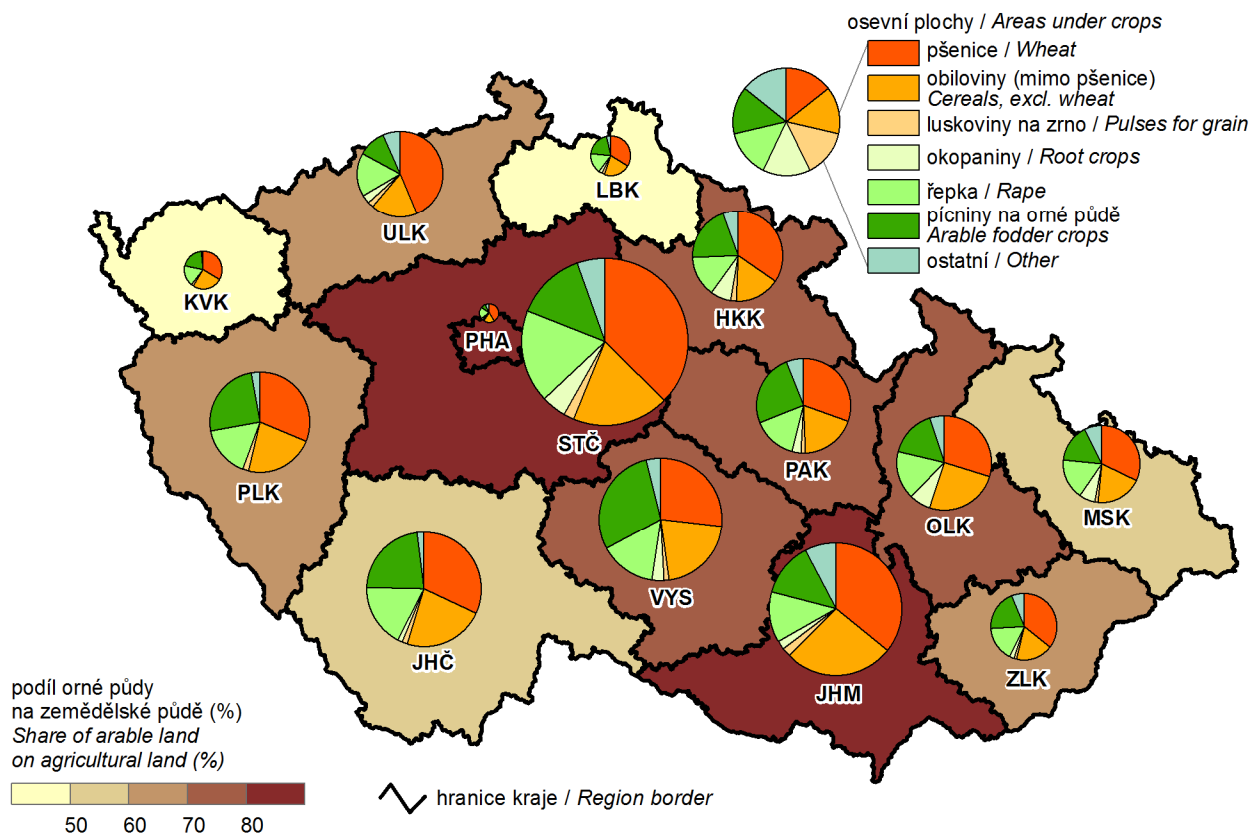 osevní plochy / Areas under crops
pšenice / Wheat
obiloviny (mimo pšenice)
Cereals, excl. wheat
luskoviny na zrno / Pulses for grain
okopaniny / Root crops
řepka / Rape
pícniny na orné půdě
Arable fodder crops
ostatní / Other
LBK
ULK
KVK
HKK
PHA
STČ
PAK
PLK
OLK
MSK
VYS
JHČ
ZLK
JHM
podíl orné půdy
na zemědělské půdě (%)
Share of arable land
on agricultural land (%)
50 60 70 80
hranice kraje / Region border